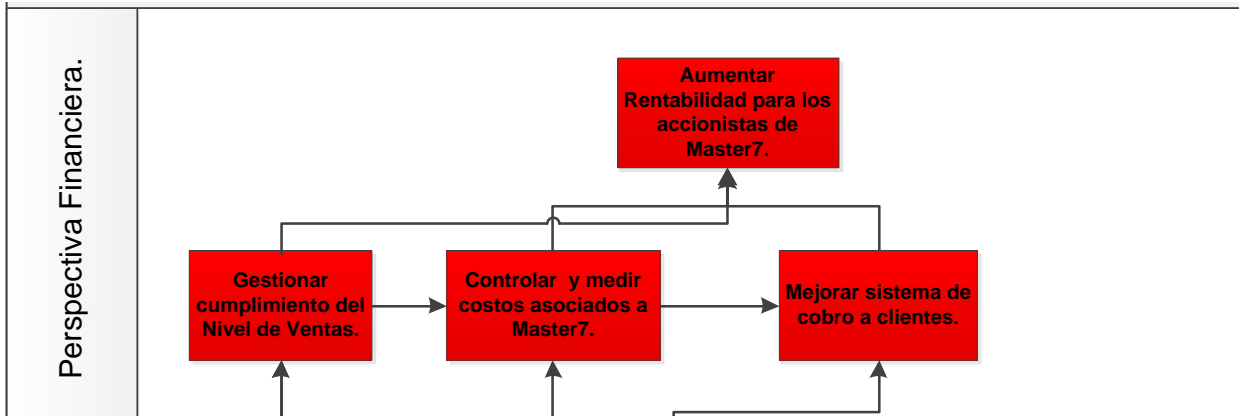 Perspectiva Financiera.
Aumentar
Rentabilidad para los
accionistas de
Master7.
Gestionar
cumplimiento del
Nivel de Ventas.
Controlar  y medir
costos asociados a
Master7.
Mejorar sistema de
cobro a clientes.